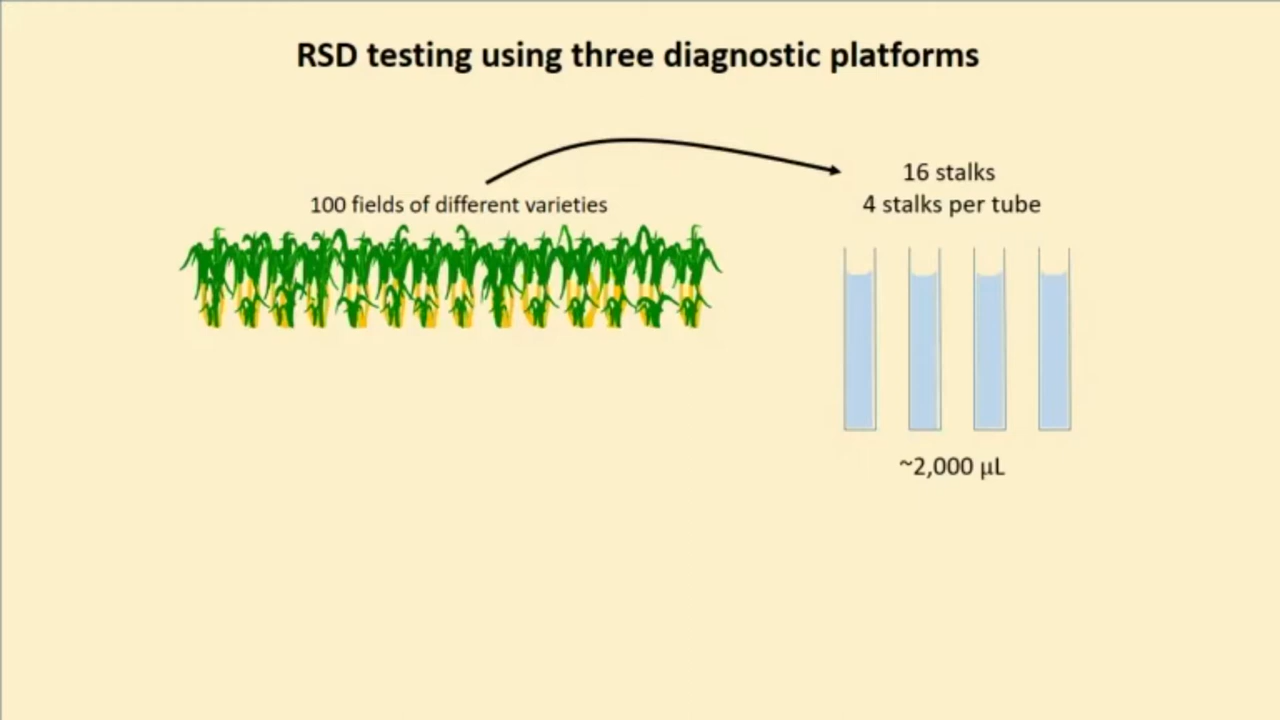 RSD testing using three diagnostic platforms
100 fields of different varieties
16 stalks
4 stalks per tube
~2,000 μL